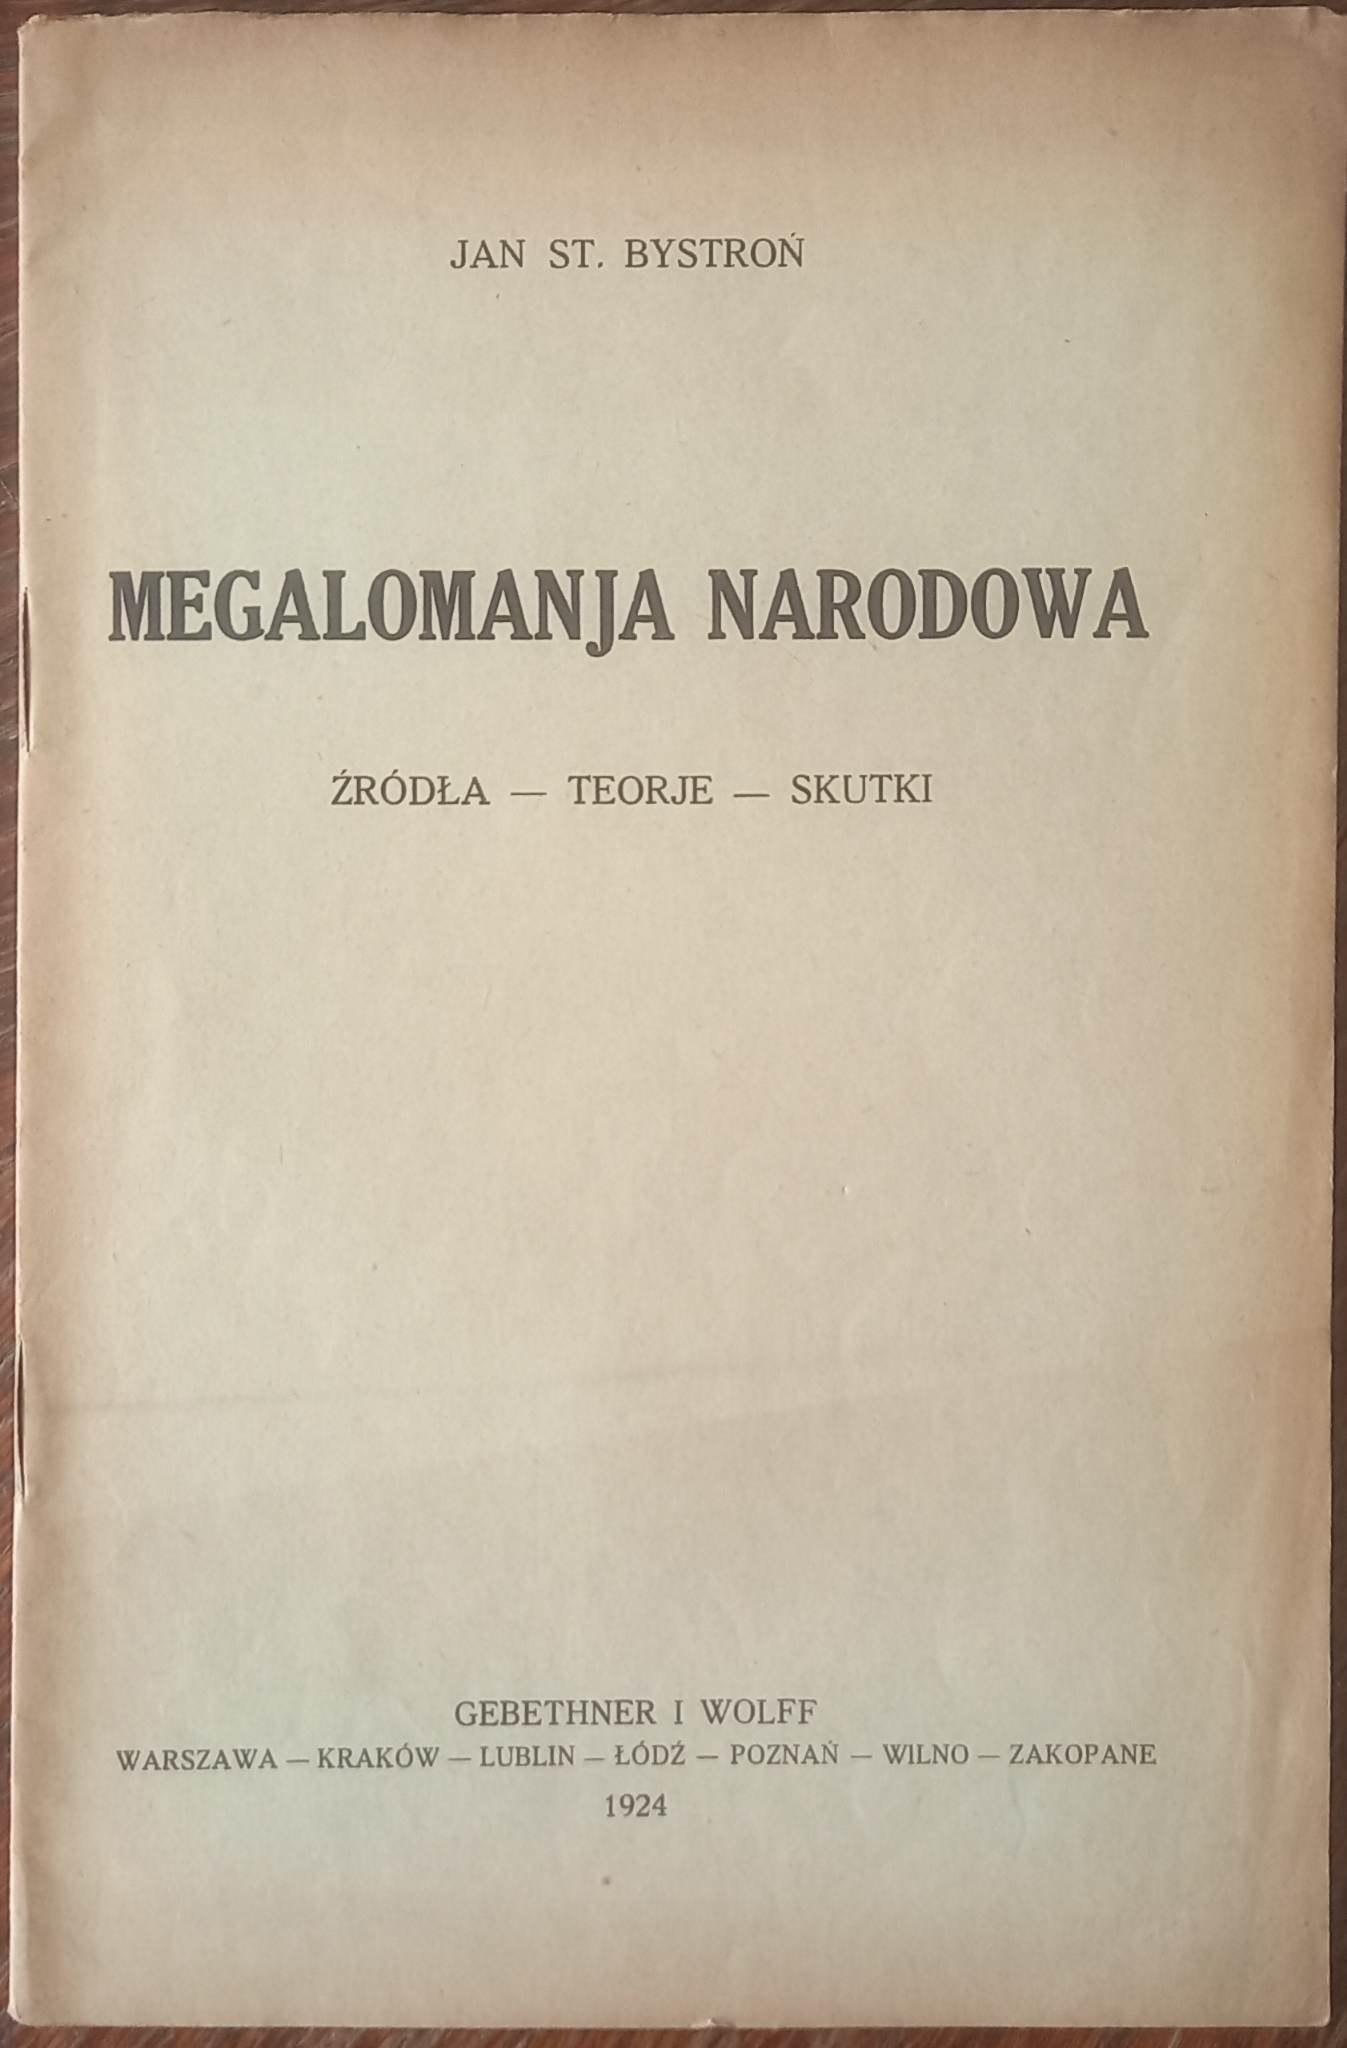 JAN ST. BYSTROŃ
MEGALOMANJA NARODOWA
ŹRÓDŁA — TEORJE — SKUTKI
GEBETHNER I WOLFF
WARSZAWA — KRAKÓW — LUBLIN — ŁÓDŹ — POZNAŃ — WILNO — ZAKOPANE
1924